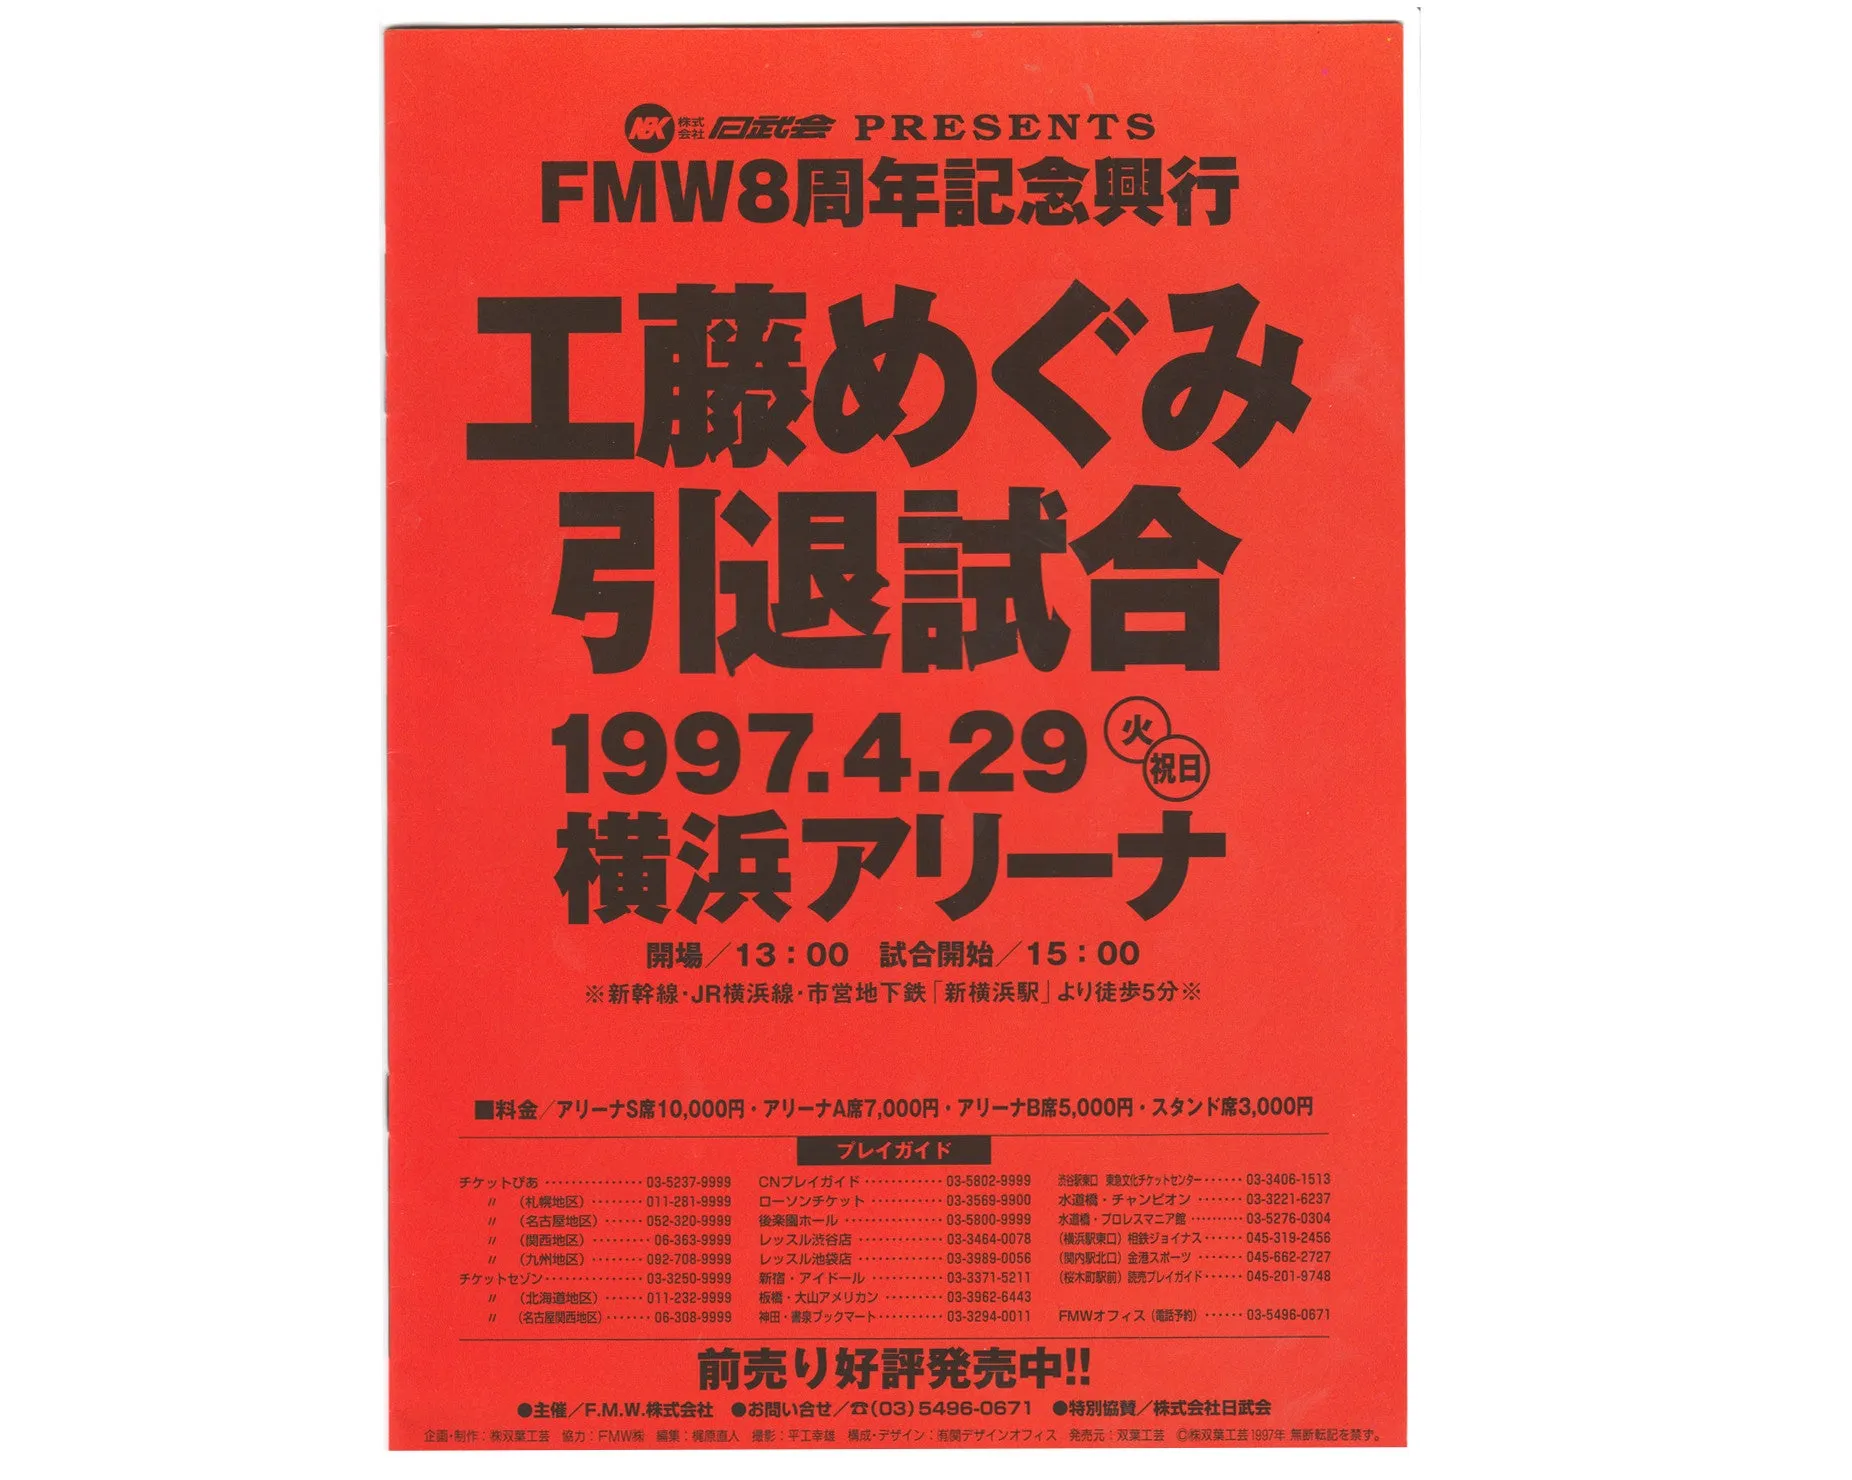 NBK 株式会社 日武会 PRESENTS
FMW8周年記念興行
工藤めぐみ
引退試合
1997.4.29 火 祝日
横浜アリーナ
開場／13：00 試合開始／15：00
※新幹線・JR横浜線・市営地下鉄「新横浜駅」より徒歩5分※
■料金／アリーナS席10,000円・アリーナA席7,000円・アリーナB席5,000円・スタンド席3,000円
プレイガイド
チケットぴあ ・・・・・・・・・・・・・・ 03-5237-9999
〃 （札幌地区）・・・・・・・・ 011-281-9999
〃 （名古屋地区）・・・・・・ 052-320-9999
〃 （関西地区）・・・・・・・・・ 06-363-9999
〃 （九州地区）・・・・・・・・ 092-708-9999
チケットセゾン・・・・・・・・・・・・・・ 03-3250-9999
〃 （北海道地区）・・・・・・ 011-232-9999
〃 （名古屋関西地区）・・・・・・・ 06-308-9999
CNプレイガイド ・・・・・・・・・・・ 03-5802-9999
ローソンチケット ・・・・・・・・・・・ 03-3569-9900
後楽園ホール ・・・・・・・・・・・・・・ 03-5800-9999
レッスル渋谷店 ・・・・・・・・・・・・ 03-3464-0078
レッスル池袋店 ・・・・・・・・・・・・ 03-3989-0056
新宿・アイドール ・・・・・・・・・・ 03-3371-5211
板橋・大山アメリカン ・・・・・・・・ 03-3962-6443
神田・書泉ブックマート・・・・・・・・・・ 03-3294-0011
渋谷駅東口 東急文化チケットセンター・・・・・・ 03-3406-1513
水道橋・チャンピオン ・・・・・・・ 03-3221-6237
水道橋・プロレスマニア館 ・・・・・・・・・ 03-5276-0304
（横浜駅東口）相鉄ジョイナス・・・・・・ 045-319-2456
（関内駅北口）金港スポーツ ・・・・・・・ 045-662-2727
（桜木町駅前）読売プレイガイド・・・・・・ 045-201-9748
FMWオフィス（電話予約）・・・・・・ 03-5496-0671
前売り好評発売中!!
●主催／F.M.W.株式会社 ●お問い合せ／☎(03)5496-0671 ●特別協賛／株式会社日武会
企画・制作：㈱双葉工芸 協力：FMW㈱ 編集：梶原直人 撮影：平工幸雄 構成・デザイン：有関デザインオフィス 発売元：双葉工芸 Ⓒ㈱双葉工芸1997年 無断転記を禁ず。